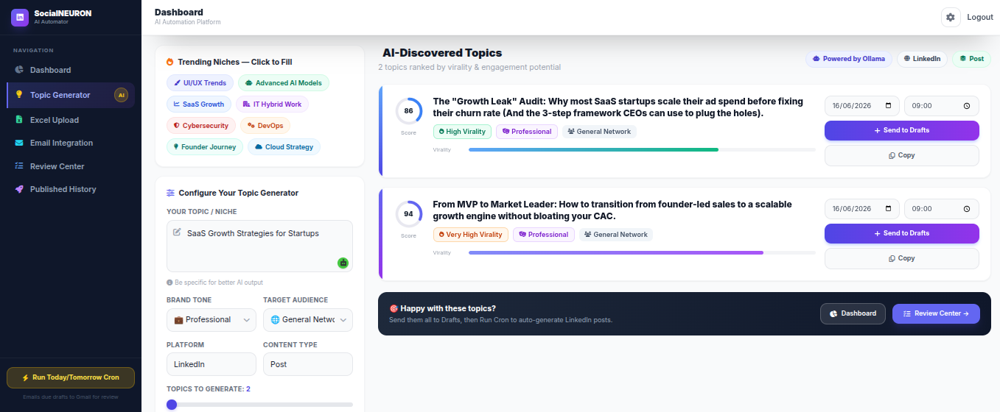 SocialNEURON
AI Automator
NAVIGATION
Dashboard
Topic Generator
AI
Excel Upload
Email Integration
Review Center
Published History
Run Today/Tomorrow Cron
Emails due drafts to Gmail for review
Dashboard
AI Automation Platform
Logout
Trending Niches — Click to Fill
UI/UX Trends
Advanced AI Models
SaaS Growth
IT Hybrid Work
Cybersecurity
DevOps
Founder Journey
Cloud Strategy
Configure Your Topic Generator
YOUR TOPIC / NICHE
SaaS Growth Strategies for Startups
Be specific for better AI output
BRAND TONE
TARGET AUDIENCE
Professional
General Netwo
PLATFORM
CONTENT TYPE
LinkedIn
Post
TOPICS TO GENERATE: 2
AI-Discovered Topics
2 topics ranked by virality & engagement potential
Powered by Ollama
LinkedIn
Post
86
Score
The "Growth Leak" Audit: Why most SaaS startups scale their ad spend before fixing
their churn rate (And the 3-step framework CEOs can use to plug the holes).
High Virality
Professional
General Network
Virality
16/06/2026
09:00
Send to Drafts
Copy
94
Score
From MVP to Market Leader: How to transition from founder-led sales to a scalable
growth engine without bloating your CAC.
Very High Virality
Professional
General Network
Virality
16/06/2026
09:00
Send to Drafts
Copy
Happy with these topics?
Send them all to Drafts, then Run Cron to auto-generate LinkedIn posts.
Dashboard
Review Center →